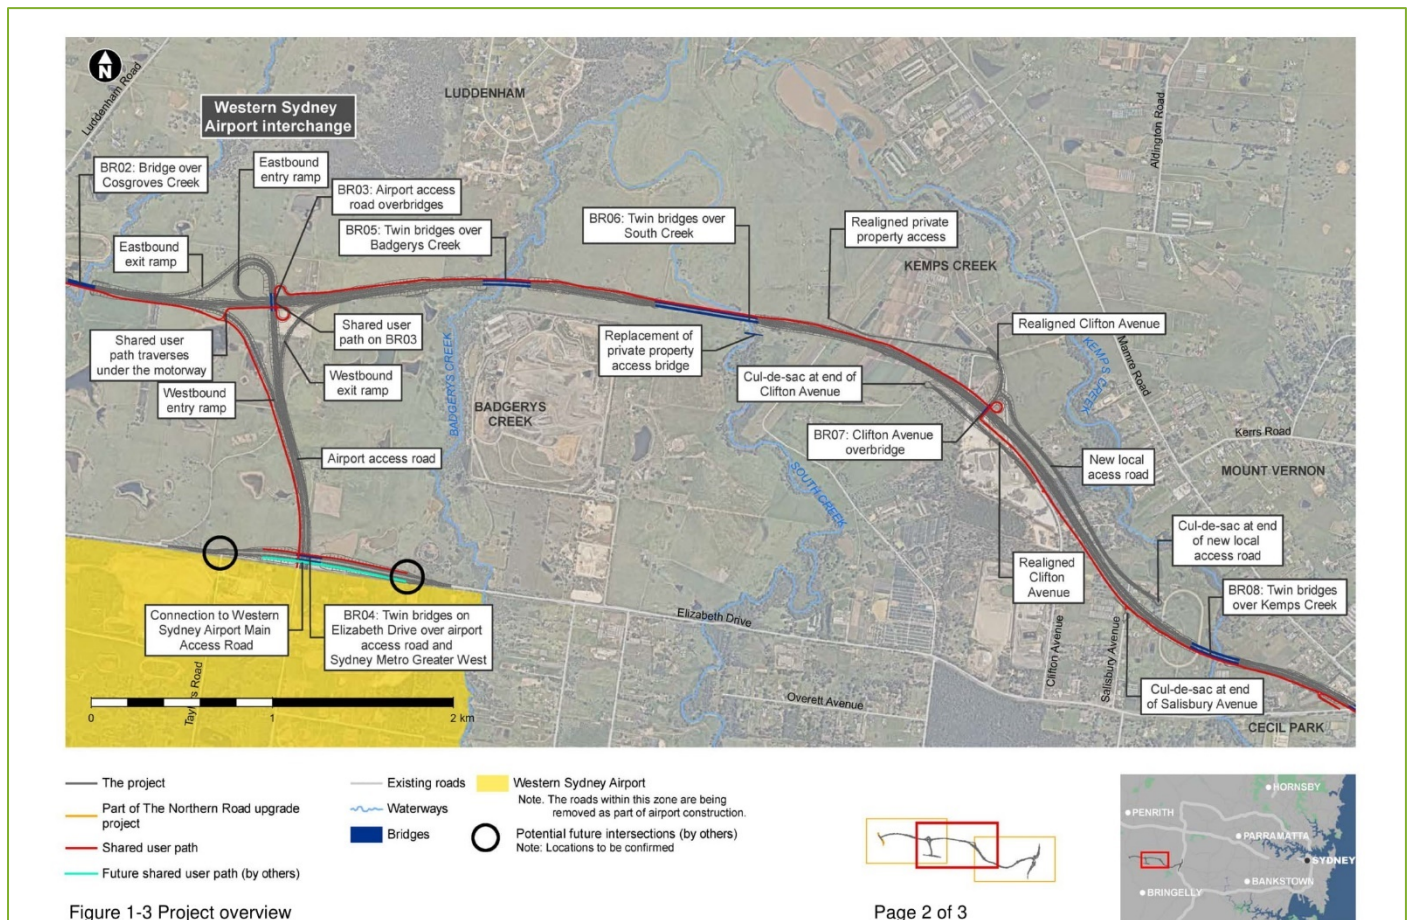 N
Luddenham Road
Western Sydney
Airport interchange
LUDDENHAM
Aldington Road
BR02: Bridge over
Cosgroves Creek
Eastbound
entry ramp
BR03: Airport access
road overbridges
BR05: Twin bridges over
Badgerys Creek
BR06: Twin bridges over
South Creek
Realigned private
property access
KEMPS CREEK
Eastbound
exit ramp
Shared user
path traverses
under the motorway
Shared user
path on BR03
Replacement of
private property
access bridge
Realigned Clifton Avenue
KEMPS CREEK
Mamre Road
Westbound
entry ramp
Westbound
exit ramp
BADGERYS CREEK
BADGERYS
CREEK
Cul-de-sac at end of
Clifton Avenue
BR07: Clifton Avenue
overbridge
Kerrs Road
Airport access road
New local
acess road
MOUNT VERNON
SOUTH CREEK
Cul-de-sac at end
of new local
access road
Realigned
Clifton
Avenue
BR08: Twin bridges
over Kemps Creek
Connection to Western
Sydney Airport Main
Access Road
BR04: Twin bridges on
Elizabeth Drive over airport
access road and
Sydney Metro Greater West
Elizabeth Drive
Clifton Avenue
Salisbury Avenue
Cul-de-sac at end
of Salisbury Avenue
Overett Avenue
CECIL PARK
Road
0 1 2 km
The project
Part of The Northern Road upgrade
project
Shared user path
Future shared user path (by others)
Existing roads
Waterways
Bridges
Western Sydney Airport
Note. The roads within this zone are being
removed as part of airport construction.
Potential future intersections (by others)
Note: Locations to be confirmed
HORNSBY
PENRITH
PARRAMATTA
SYDNEY
BANKSTOWN
BRINGELLY
Figure 1-3 Project overview
Page 2 of 3